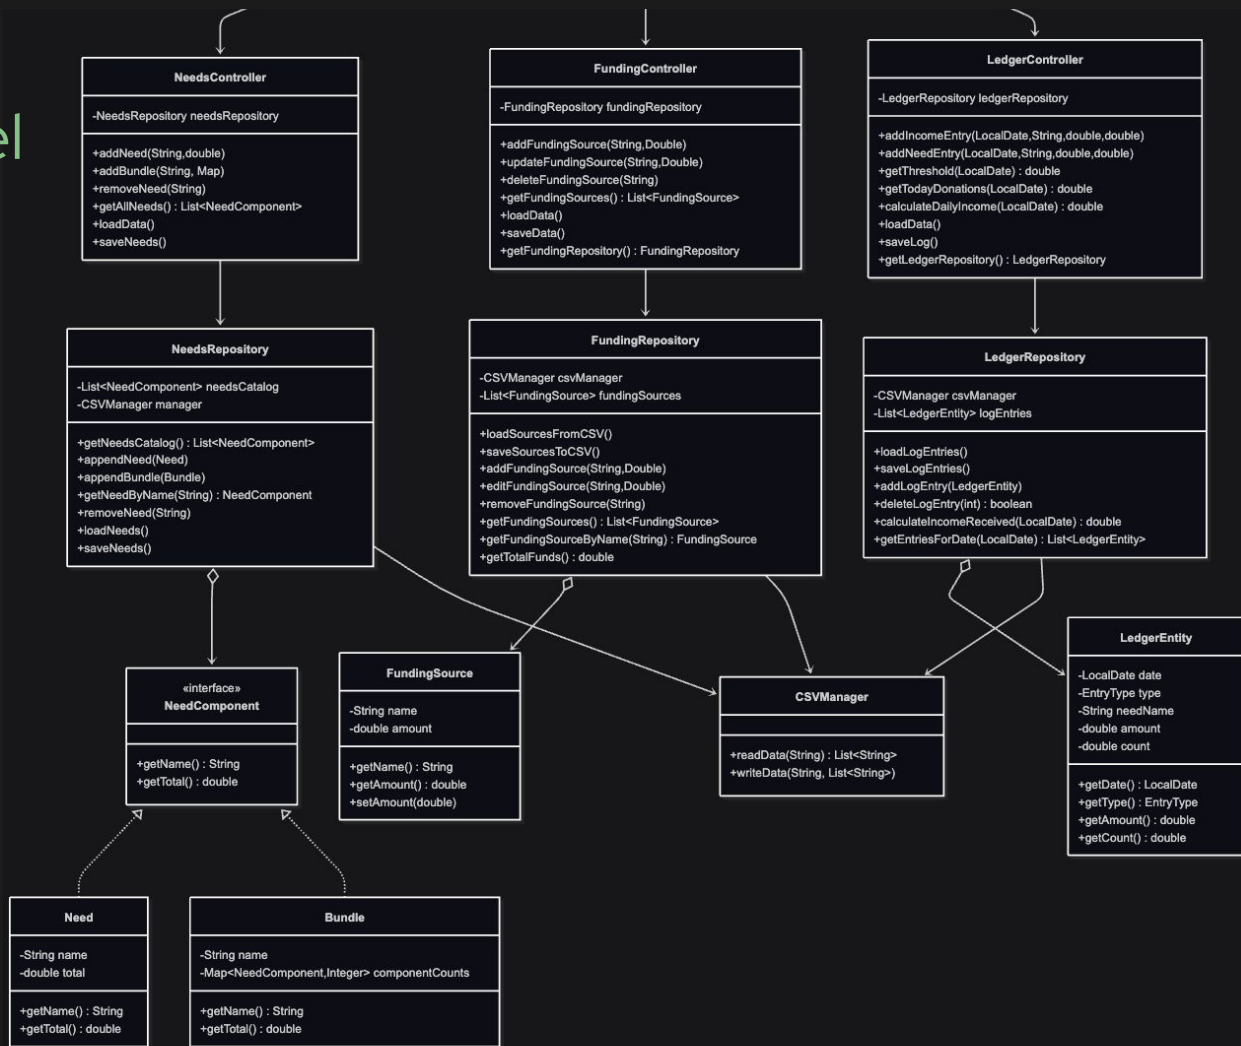 el
NeedsController
-NeedsRepository needsRepository
+addNeed(String,double)
+addBundle(String, Map)
+removeNeed(String)
+getAllNeeds() : List<NeedComponent>
+loadData()
+saveNeeds()
FundingController
-FundingRepository fundingRepository
+addFundingSource(String,Double)
+updateFundingSource(String,Double)
+deleteFundingSource(String)
+getFundingSources() : List<FundingSource>
+loadData()
+saveData()
+getFundingRepository() : FundingRepository
LedgerController
-LedgerRepository ledgerRepository
+addIncomeEntry(LocalDate,String,double,double)
+addNeedEntry(LocalDate,String,double,double)
+getThreshold(LocalDate) : double
+getTodayDonations(LocalDate) : double
+calculateDailyIncome(LocalDate) : double
+loadData()
+saveLog()
+getLedgerRepository() : LedgerRepository
NeedsRepository
-List<NeedComponent> needsCatalog
-CSVManager manager
+getNeedsCatalog() : List<NeedComponent>
+appendNeed(Need)
+appendBundle(Bundle)
+getNeedByName(String) : NeedComponent
+removeNeed(String)
+loadNeeds()
+saveNeeds()
FundingRepository
-CSVManager csvManager
-List<FundingSource> fundingSources
+loadSourcesFromCSV()
+saveSourcesToCSV()
+addFundingSource(String,Double)
+editFundingSource(String,Double)
+removeFundingSource(String)
+getFundingSources() : List<FundingSource>
+getFundingSourceByName(String) : FundingSource
+getTotalFunds() : double
LedgerRepository
-CSVManager csvManager
-List<LedgerEntity> logEntries
+loadLogEntries()
+saveLogEntries()
+addLogEntry(LedgerEntity)
+deleteLogEntry(int) : boolean
+calculateIncomeReceived(LocalDate) : double
+getEntriesForDate(LocalDate) : List<LedgerEntity>
«interface»
NeedComponent
+getName() : String
+getTotal() : double
FundingSource
-String name
-double amount
+getName() : String
+getAmount() : double
+setAmount(double)
CSVManager
+readData(String) : List<String>
+writeData(String, List<String>)
LedgerEntity
-LocalDate date
-EntryType type
-String needName
-double amount
-double count
+getDate() : LocalDate
+getType() : EntryType
+getAmount() : double
+getCount() : double
Need
-String name
-double total
+getName() : String
+getTotal() : double
Bundle
-String name
-Map<NeedComponent,Integer> componentCounts
+getName() : String
+getTotal() : double